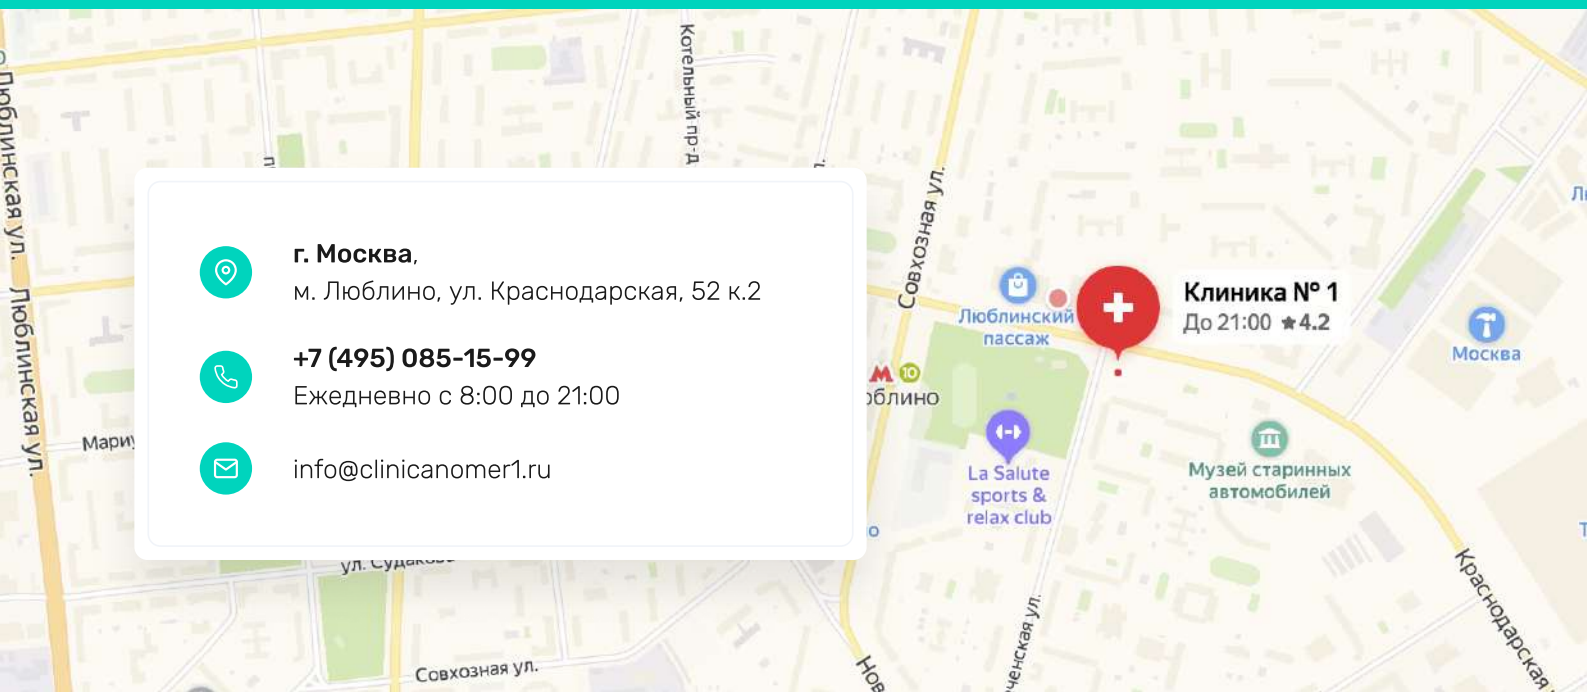 Котельный пр-д
Люблинская ул.
Люблинская ул.
г. Москва,
м. Люблино, ул. Краснодарская, 52 к.2
+7 (495) 085-15-99
Ежедневно с 8:00 до 21:00
info@clinicanomer1.ru
Совхозная ул.
Люблинский
пассаж
Клиника № 1
До 21:00 ★4.2
Москва
М 10
La Salute
sports &
relax club
Музей старинных
автомобилей
Краснодарская
Совхозная ул.